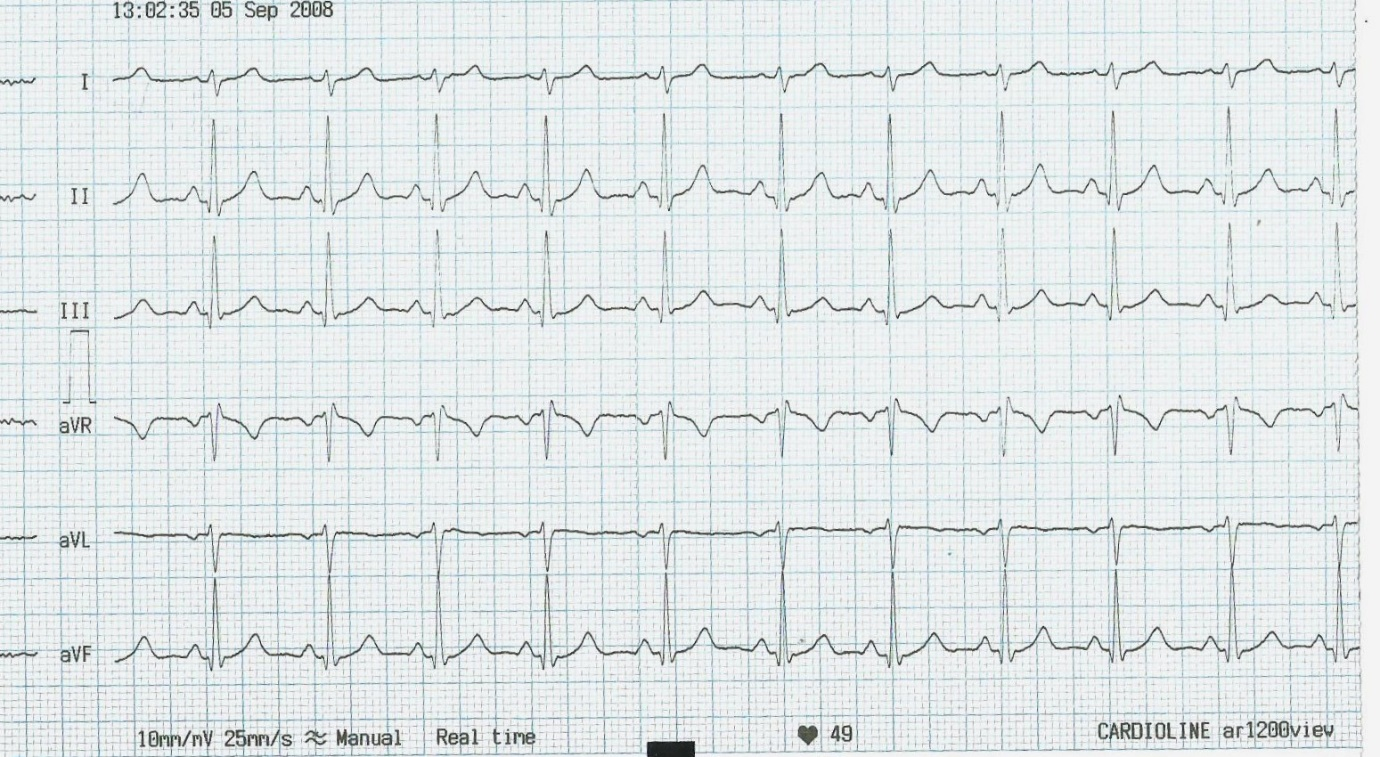 13:02:35 05 Sep 2008
I
II
III
aVR
aVL
aVF
10mm/mV 25mm/s ≈ Manual Real time ♥ 49 CARDIOLINE ar1200view